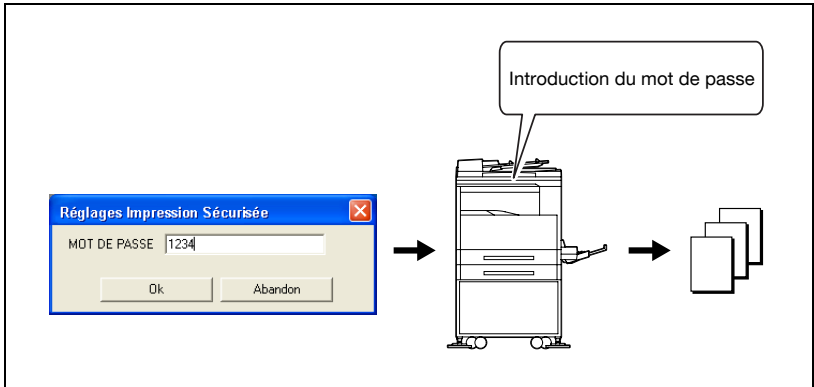 Introduction du mot de passe
Réglages Impression Sécurisée
MOT DE PASSE 1234
Ok Abandon